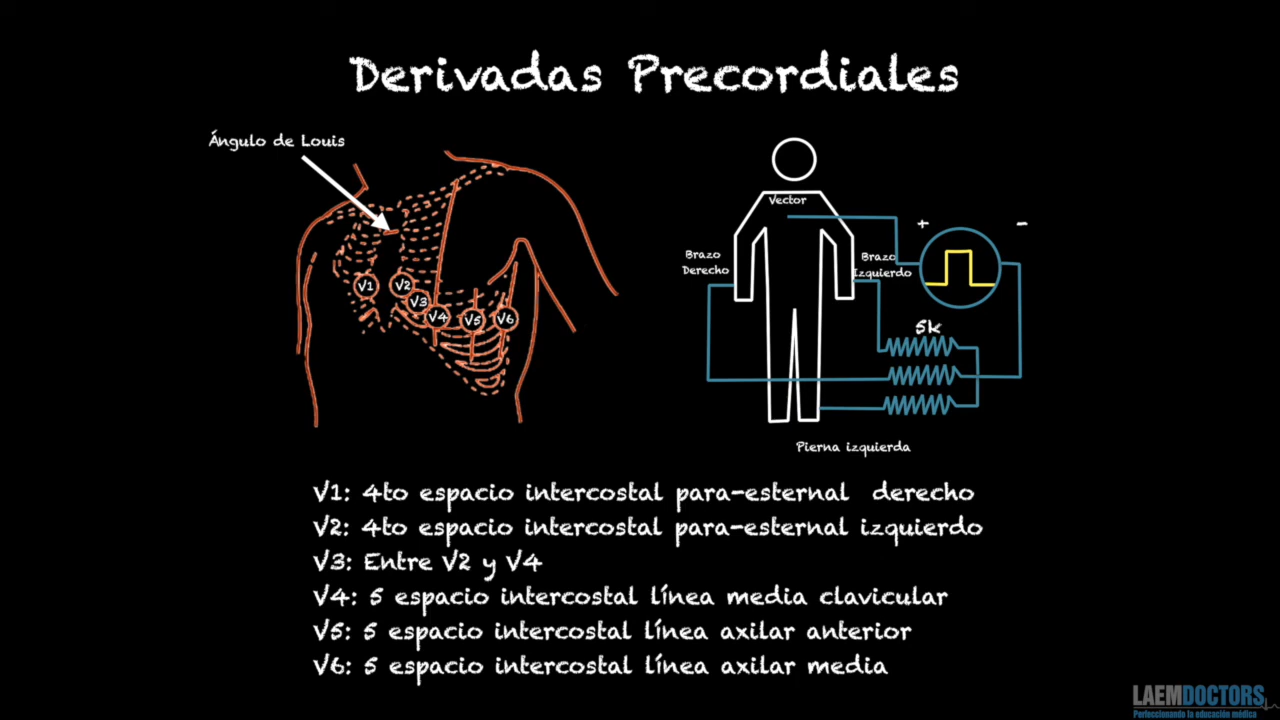 Derivadas Precordiales
Ángulo de Louis
V1
V2
V3
V4
V5
V6
Vector
+
-
Brazo
Derecho
Brazo
Izquierdo
5k
Pierna izquierda
V1: 4to espacio intercostal para-esternal derecho
V2: 4to espacio intercostal para-esternal izquierdo
V3: Entre V2 y V4
V4: 5 espacio intercostal línea media clavicular
V5: 5 espacio intercostal línea axilar anterior
V6: 5 espacio intercostal línea axilar media
LAEMDOCTORS
Perfeccionando la educación médica